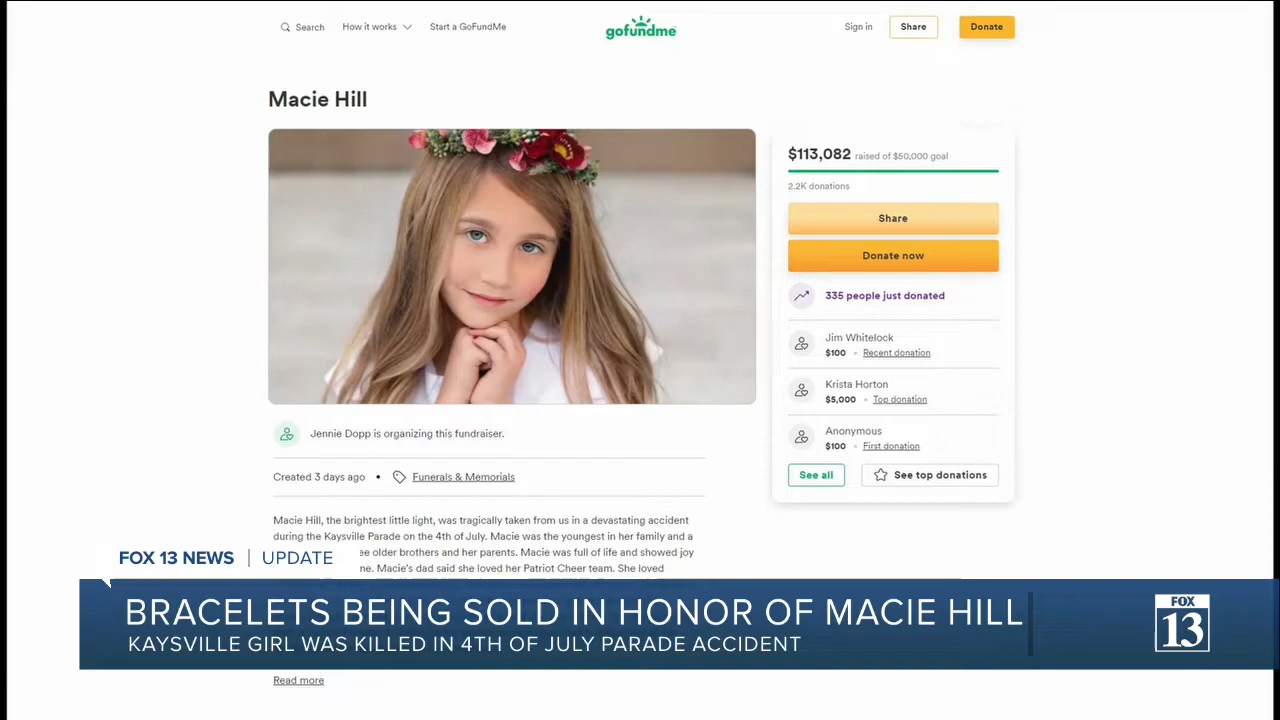 Search
How it works
Start a GoFundMe
gofundme
Sign in
Share
Donate
Macie Hill
$113,082 raised of $50,000 goal
2.2K donations
Share
Donate now
335 people just donated
Jim Whitelock
$100 • Recent donation
Krista Horton
$5,000 • Top donation
Anonymous
$100 • First donation
See all
See top donations
Jennie Dopp is organizing this fundraiser.
Created 3 days ago • Funerals & Memorials
Macie Hill, the brightest little light, was tragically taken from us in a devastating accident
during the Kaysville Parade on the 4th of July. Macie was the youngest in her family and a
older brothers and her parents. Macie was full of life and showed joy
Macie's dad said she loved her Patriot Cheer team. She loved
FOX 13 NEWS | UPDATE
BRACELETS BEING SOLD IN HONOR OF MACIE HILL
KAYSVILLE GIRL WAS KILLED IN 4TH OF JULY PARADE ACCIDENT
FOX
13
Read more